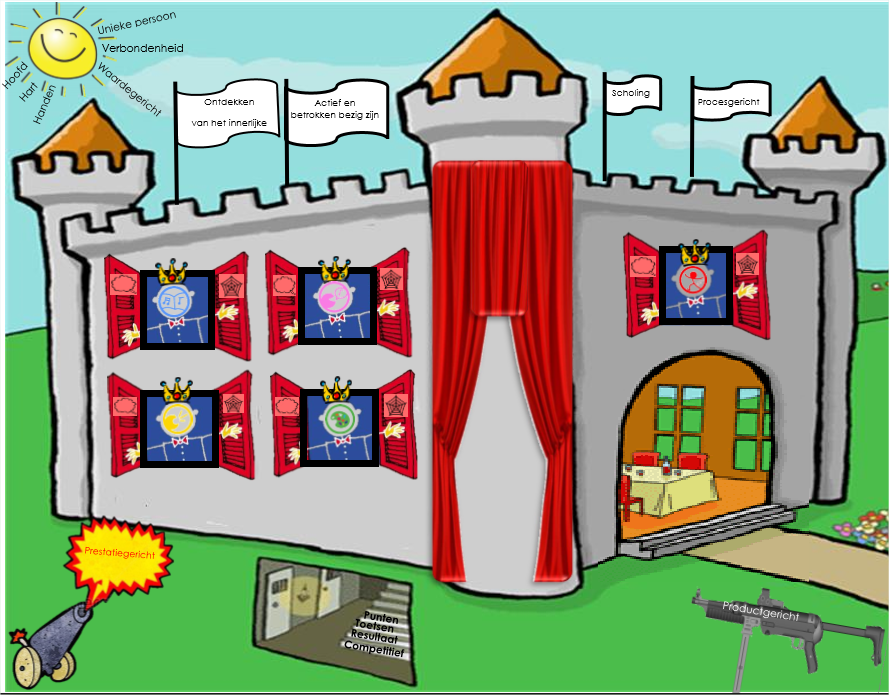 Unieke persoon
Verbondenheid
Waardegericht
Hoofd
Hart
Handen
Ontdekken
van het innerlijke
Actief en
betrokken bezig zijn
Scholing
Procesgericht
Prestatiegericht
Punten
Toetsen
Resultaat
Competitief
Productgericht